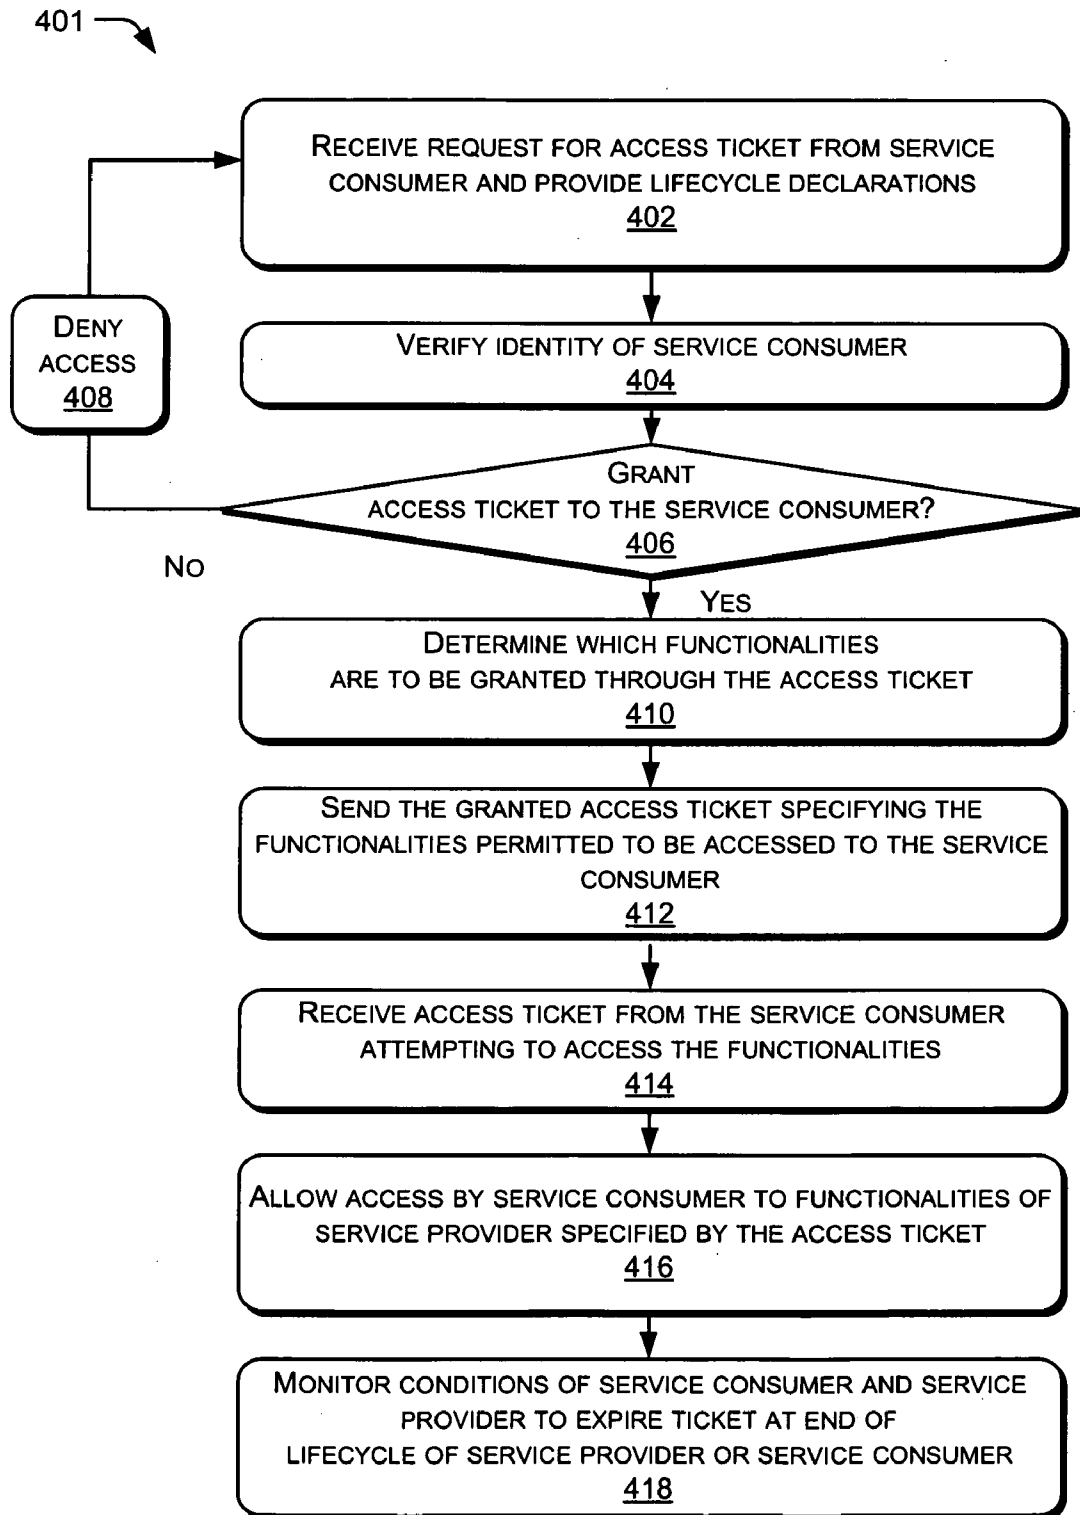 401
RECEIVE REQUEST FOR ACCESS TICKET FROM SERVICE
CONSUMER AND PROVIDE LIFECYCLE DECLARATIONS
402
DENY
ACCESS
408
VERIFY IDENTITY OF SERVICE CONSUMER
404
GRANT
ACCESS TICKET TO THE SERVICE CONSUMER?
406
NO
YES
DETERMINE WHICH FUNCTIONALITIES
ARE TO BE GRANTED THROUGH THE ACCESS TICKET
410
SEND THE GRANTED ACCESS TICKET SPECIFYING THE
FUNCTIONALITIES PERMITTED TO BE ACCESSED TO THE SERVICE
CONSUMER
412
RECEIVE ACCESS TICKET FROM THE SERVICE CONSUMER
ATTEMPTING TO ACCESS THE FUNCTIONALITIES
414
ALLOW ACCESS BY SERVICE CONSUMER TO FUNCTIONALITIES OF
SERVICE PROVIDER SPECIFIED BY THE ACCESS TICKET
416
MONITOR CONDITIONS OF SERVICE CONSUMER AND SERVICE
PROVIDER TO EXPIRE TICKET AT END OF
LIFECYCLE OF SERVICE PROVIDER OR SERVICE CONSUMER
418